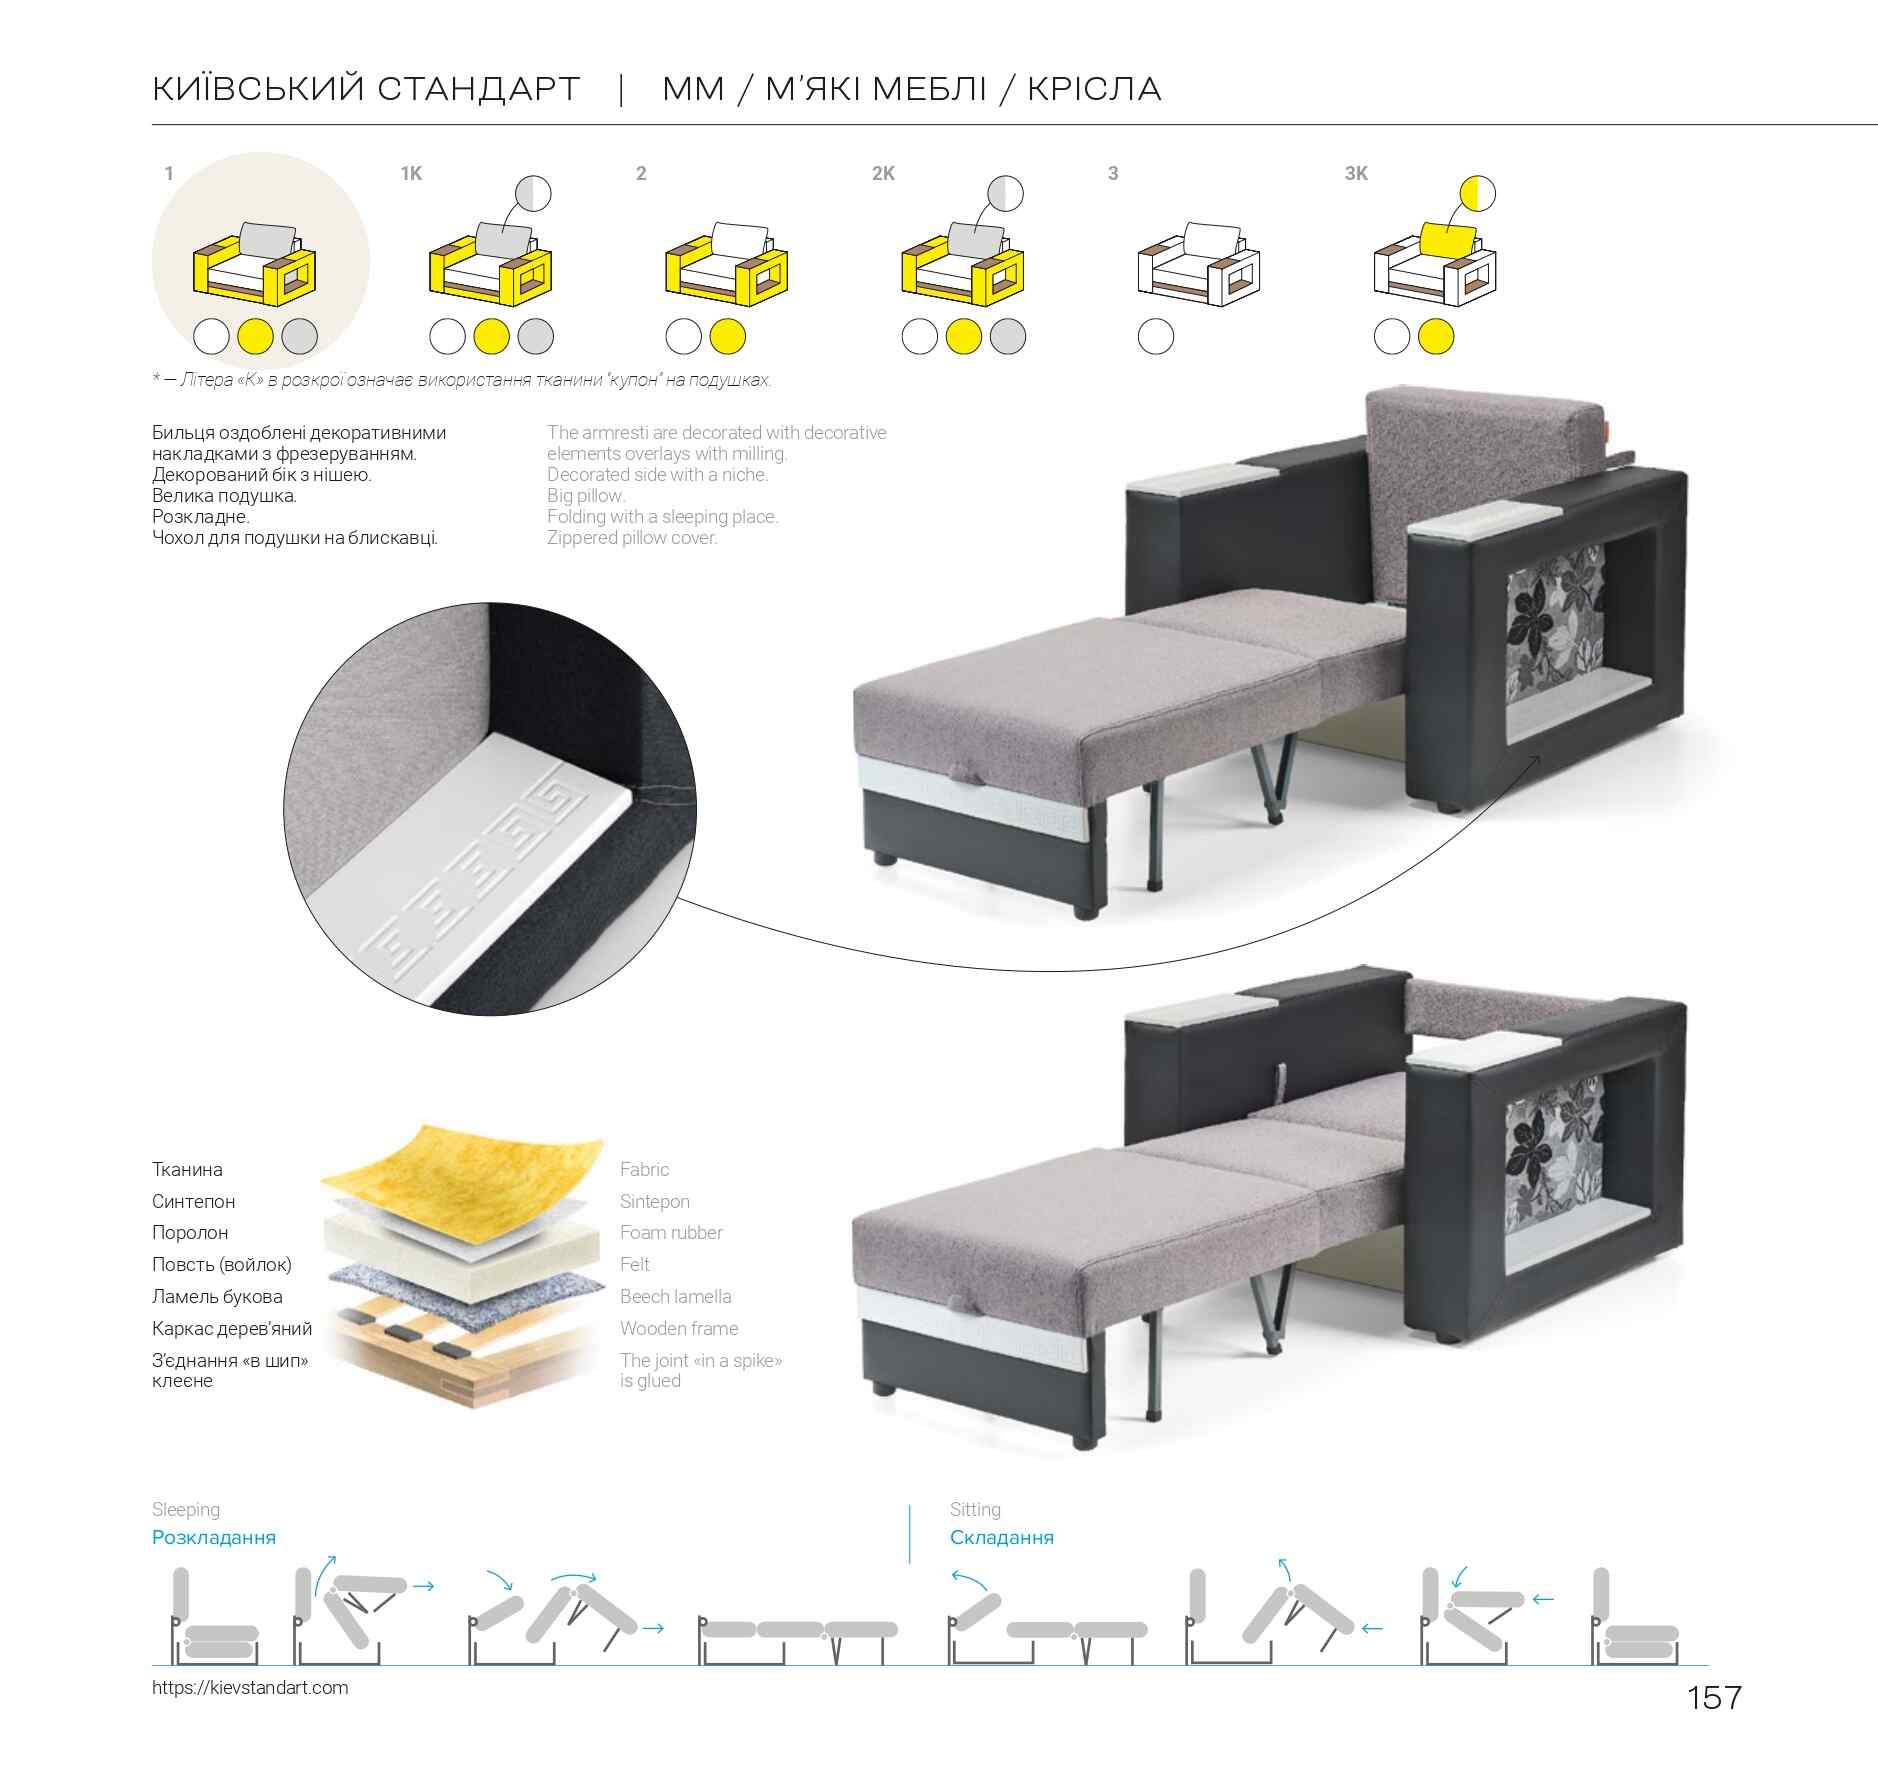 КИЇВСЬКИЙ СТАНДАРТ | ММ / М’ЯКІ МЕБЛІ / КРІСЛА
1 1K 2 2K 3 3K
* — Літера «К» в розкрої означає використання тканини "купон" на подушках.
Бильця оздоблені декоративними
накладками з фрезеруванням.
Декорований бік з нішею.
Велика подушка.
Розкладне.
Чохол для подушки на блискавці.
The armresti are decorated with decorative
elements overlays with milling.
Decorated side with a niche.
Big pillow.
Folding with a sleeping place.
Zippered pillow cover.
Тканина
Синтепон
Поролон
Повсть (войлок)
Ламель букова
Каркас дерев’яний
З’єднання «в шип»
клеєне
Fabric
Sintepon
Foam rubber
Felt
Beech lamella
Wooden frame
The joint «in a spike»
is glued
Sleeping
Розкладання
Sitting
Складання
https://kievstandart.com
157